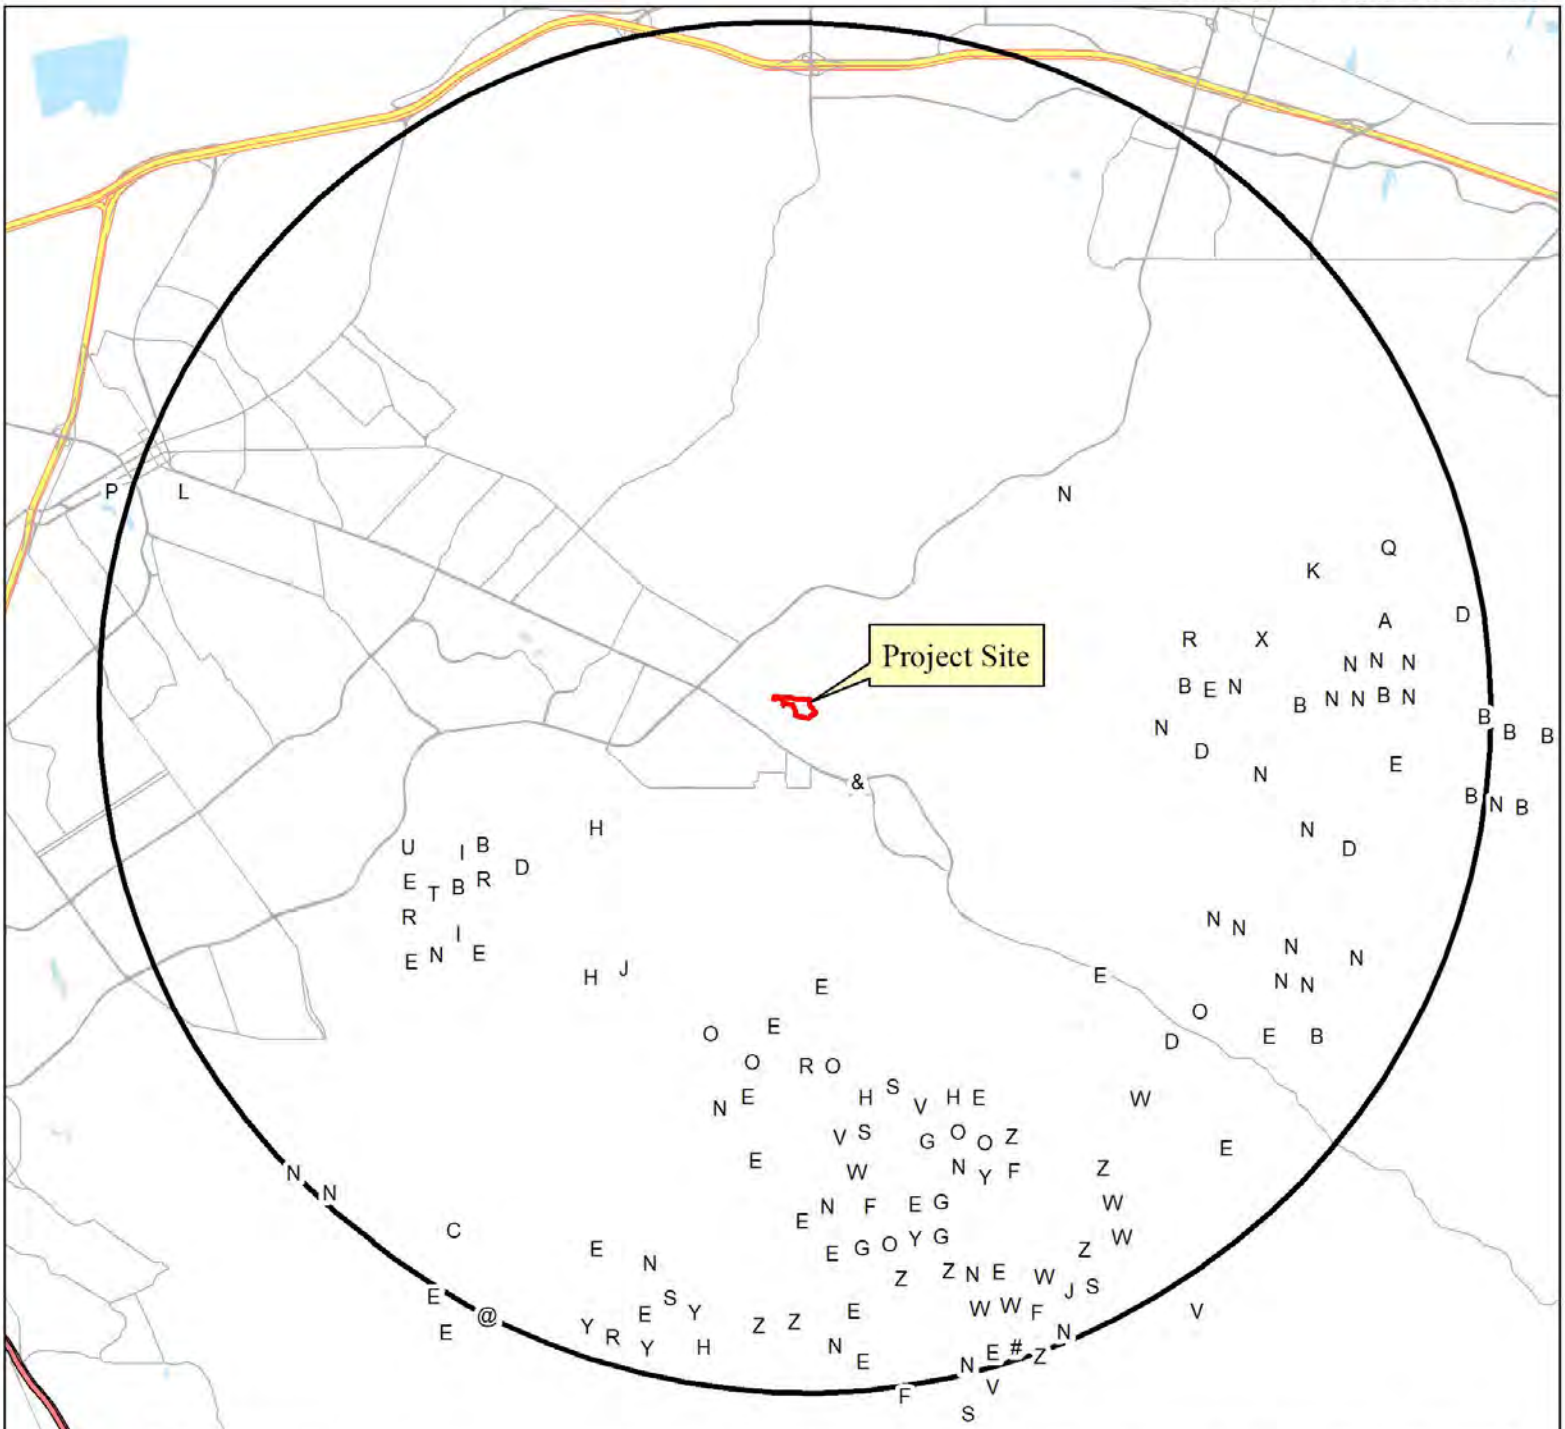 P L
N
Q
K
D
A
R X
Project Site
N N N
B E N
B N N B N
B B B
N
D
E
N
&
B N B
H
N
U I B
D
D
E T B R
R
N N
I
N
E N E
N
H J
E
E
N N
O
O E
D
E B
O R O
S
N E
H V H E
W
V S
G O O Z
E
E
W
N Y F
Z
N
N
N F E G
W
E
C
E G O Y G
W
E
Z
N
Z Z N E W
J S
E
S
E Y
E
W W F
V
@
Y R
Z Z
N
E
Y H
N
E # Z
E
N
F
V
S